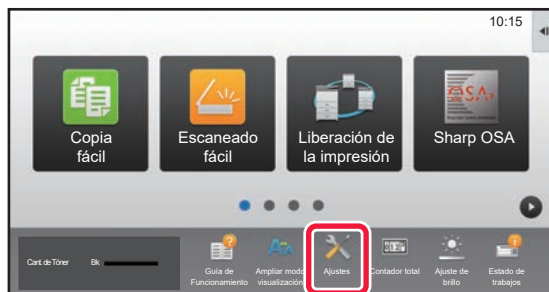 10:15
Copia
fácil
Escaneado
fácil
Liberación de
la impresión
Sharp OSA
Cant. de Tóner
Bk
Guía de
Funcionamiento
Ampliar modo
visualización
Ajustes
Contador total
Ajuste de
brillo
Estado de
trabajos